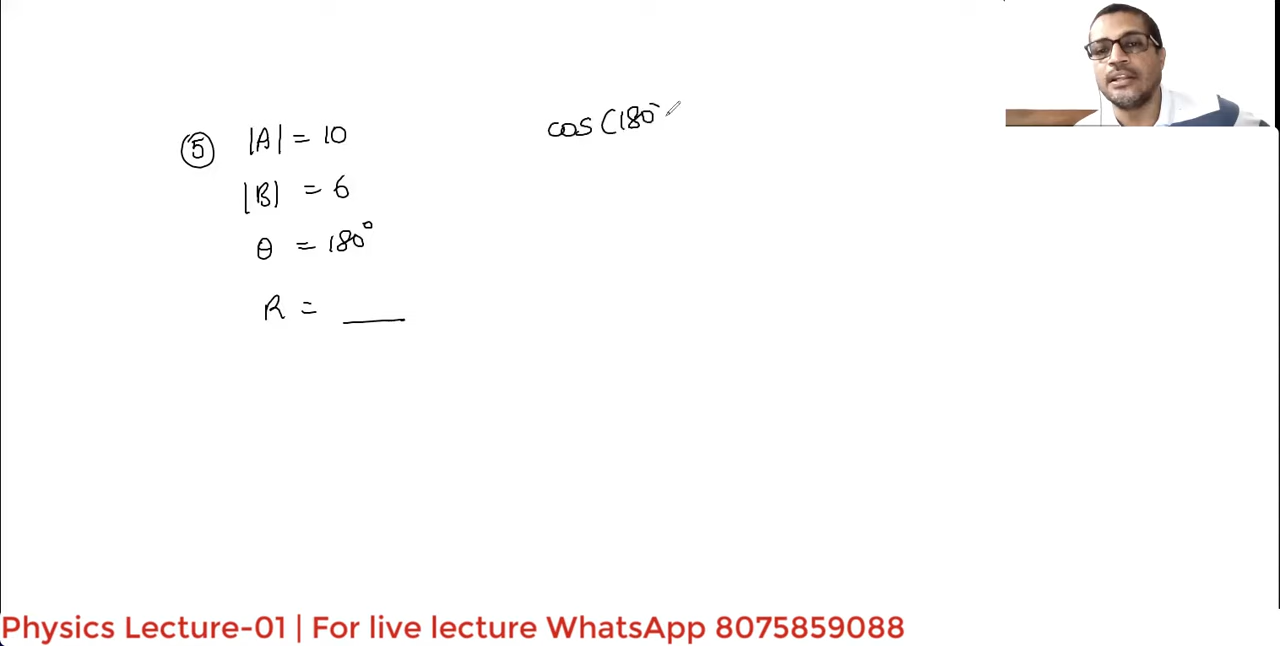 ⑤ |A| = 10
|B| = 6
θ = 180°
R = ____
cos (180°
Physics Lecture-01 | For live lecture WhatsApp 8075859088